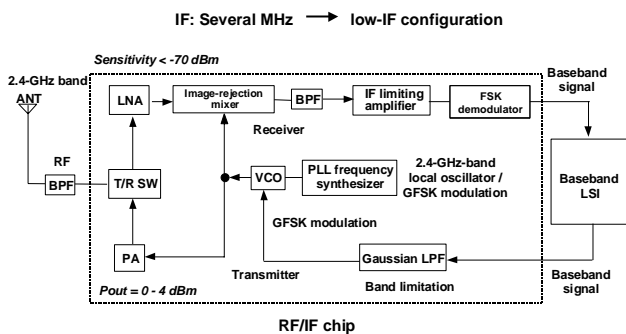 IF: Several MHz → low-IF configuration
Sensitivity < -70 dBm
2.4-GHz band
ANT
RF
BPF
T/R SW
LNA
Image-rejection
mixer
BPF
IF limiting
amplifier
FSK
demodulator
Baseband
signal
Receiver
VCO
PLL frequency
synthesizer
2.4-GHz-band
local oscillator /
GFSK modulation
Baseband
LSI
GFSK modulation
PA
Transmitter
Gaussian LPF
Band limitation
Baseband
signal
Pout = 0 - 4 dBm
RF/IF chip